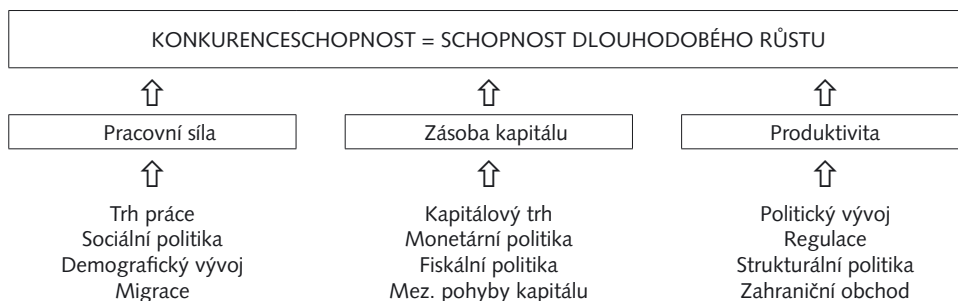 KONKURENCESCHOPNOST = SCHOPNOST DLOUHODOBÉHO RŮSTU
Pracovní síla
Zásoba kapitálu
Produktivita
Trh práce
Sociální politika
Demografický vývoj
Migrace
Kapitálový trh
Monetární politika
Fiskální politika
Mez. pohyby kapitálu
Politický vývoj
Regulace
Strukturální politika
Zahraniční obchod